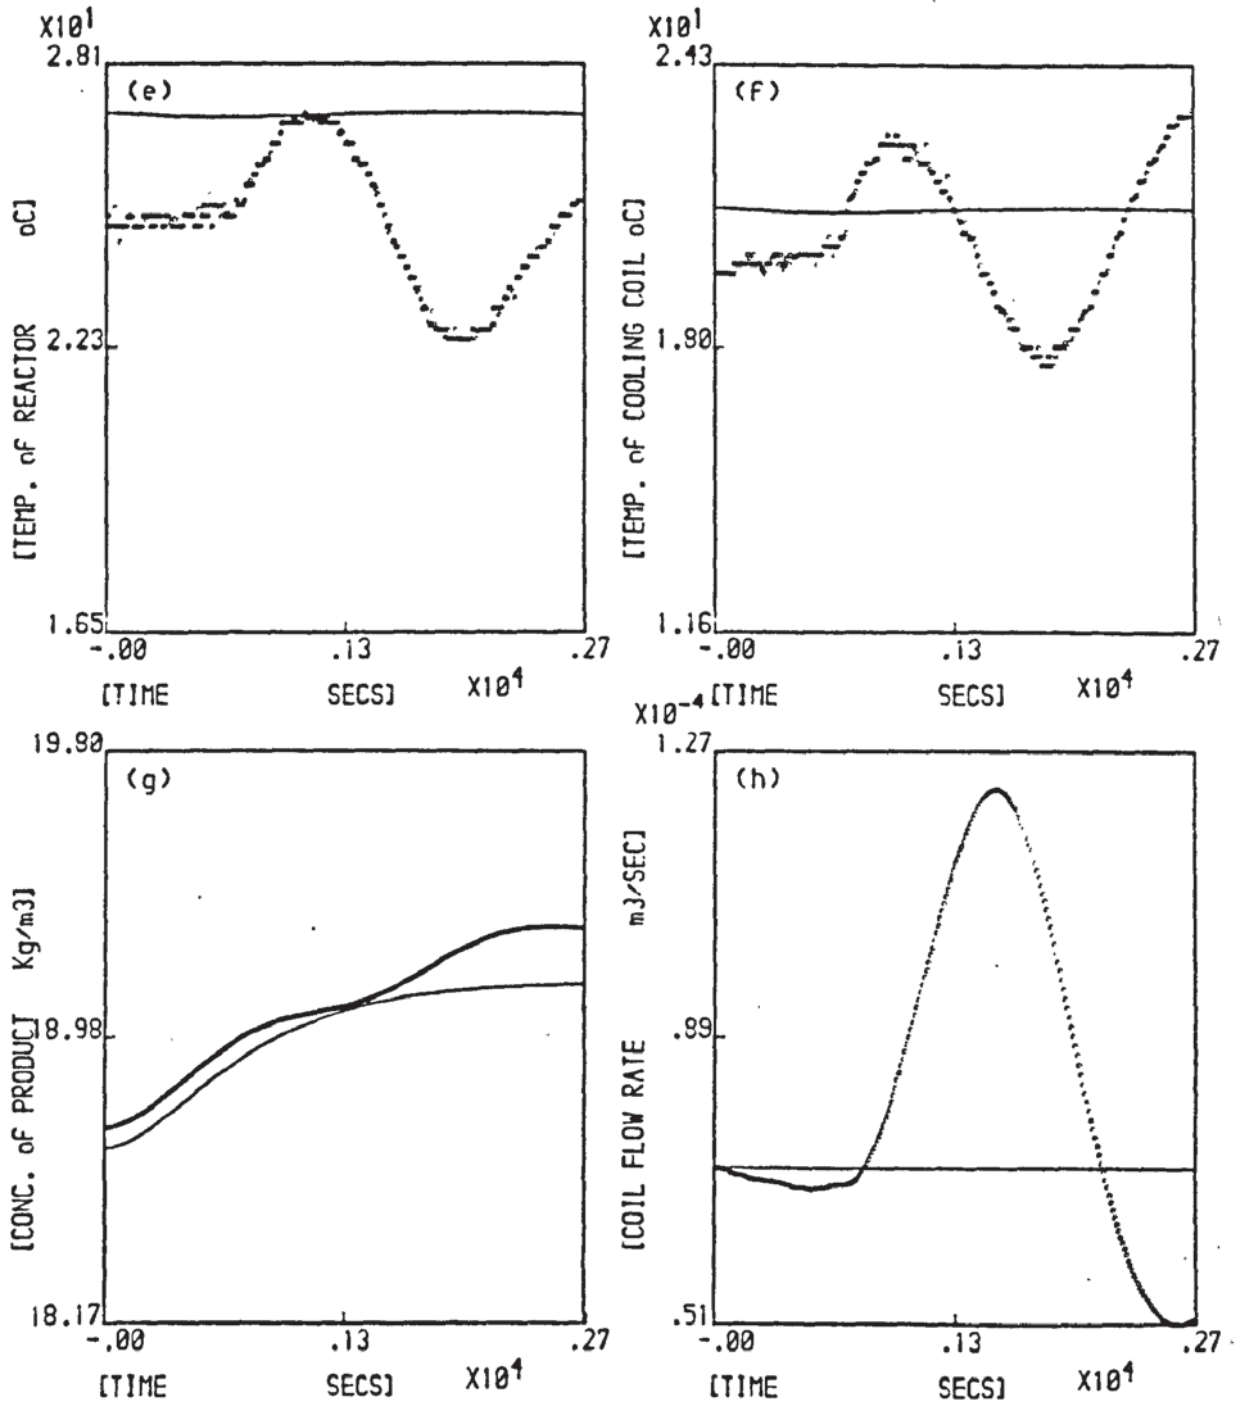 X10¹
2.81
(e)
[TEMP. of REACTOR oC]
2.23
1.65
-.00
.13
.27
[TIME SECS]
X10⁴
X10¹
2.43
(f)
[TEMP. of COOLING COIL oC]
1.80
1.16
-.00
.13
.27
[TIME SECS]
X10⁴
19.80
(g)
[CONC. of PRODUCT Kg/m3]
18.98
18.17
-.00
.13
.27
[TIME SECS]
X10⁴
X10⁻⁴
1.27
(h)
[COIL FLOW RATE m3/SEC]
.89
.51
-.00
.13
.27
[TIME SECS]
X10⁴